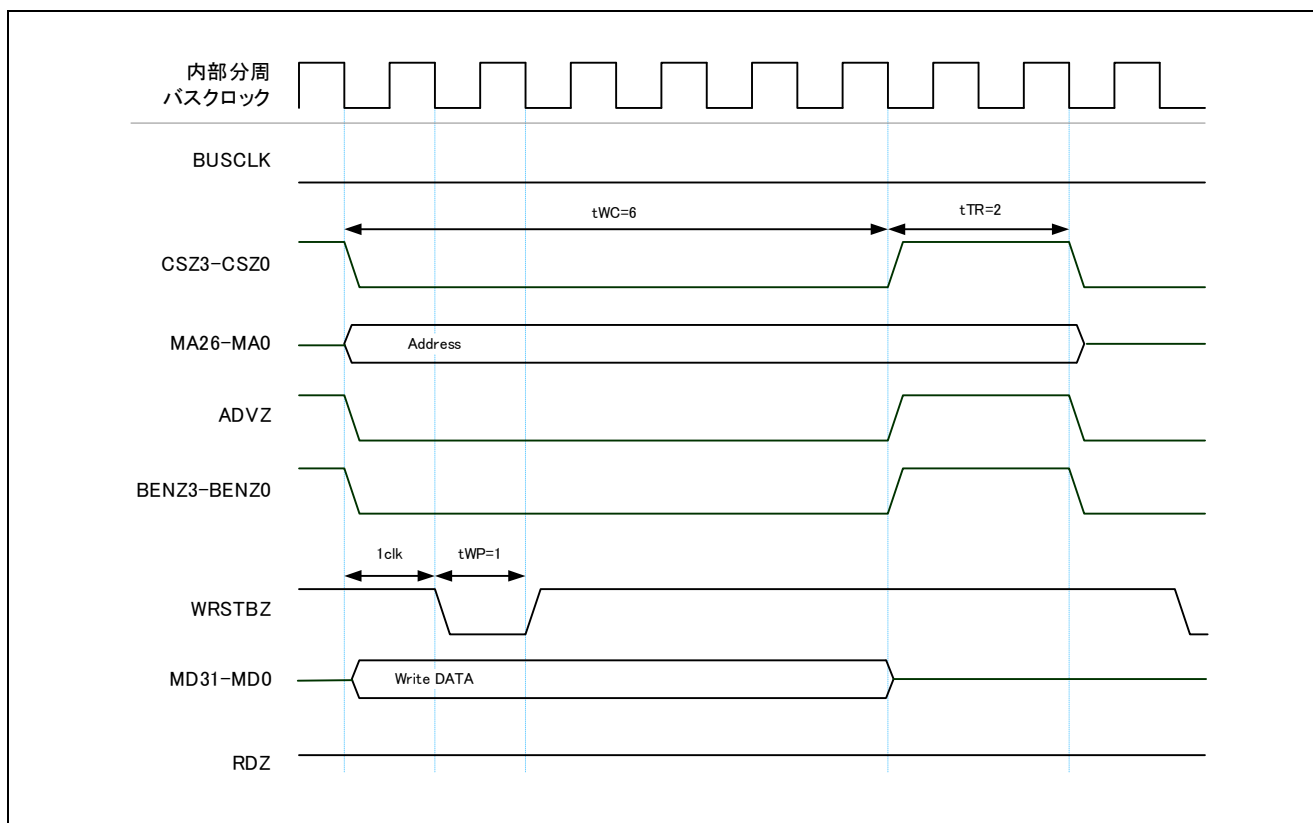 内部分周
バスクロック
BUSCLK
tWC=6
tTR=2
CSZ3-CSZ0
MA26-MA0
Address
ADVZ
BENZ3-BENZ0
1clk
tWP=1
WRSTBZ
MD31-MD0
Write DATA
RDZ